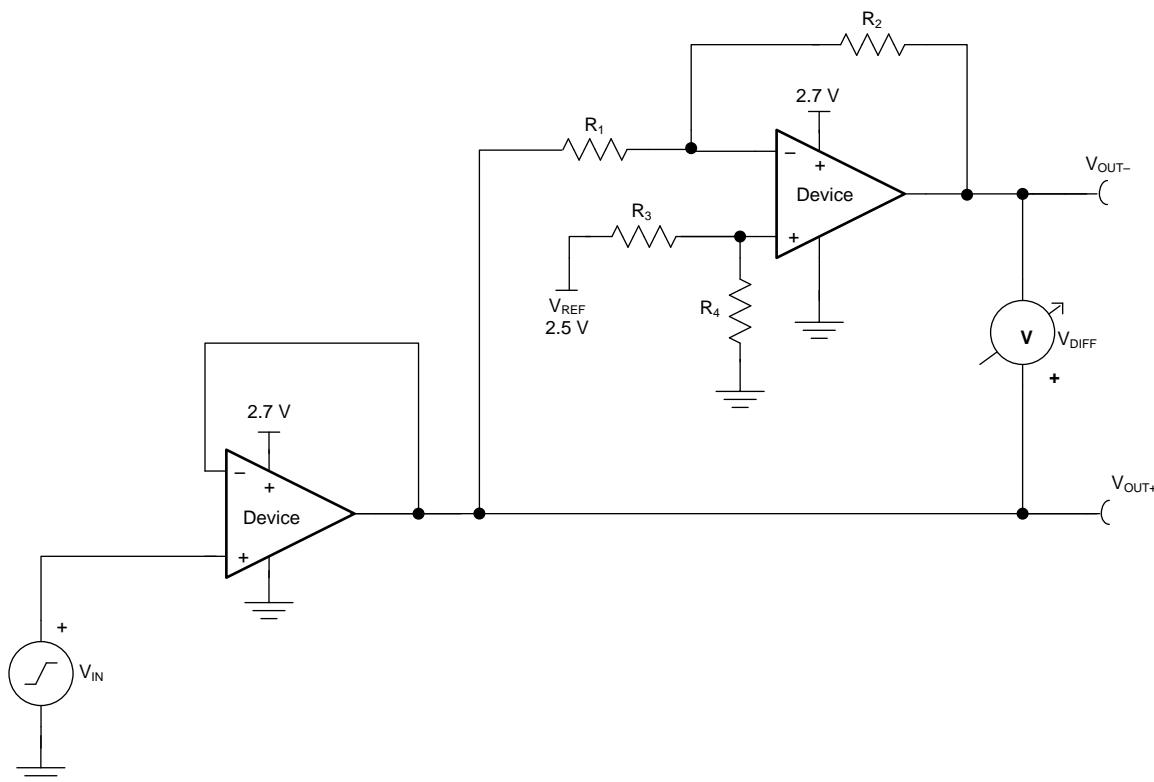 R2
2.7 V
R1
−
+
Device
VOUT−
R3
+
VREF
2.5 V
R4
V
VDIFF
+
2.7 V
−
+
Device
+
VOUT+
+
VIN